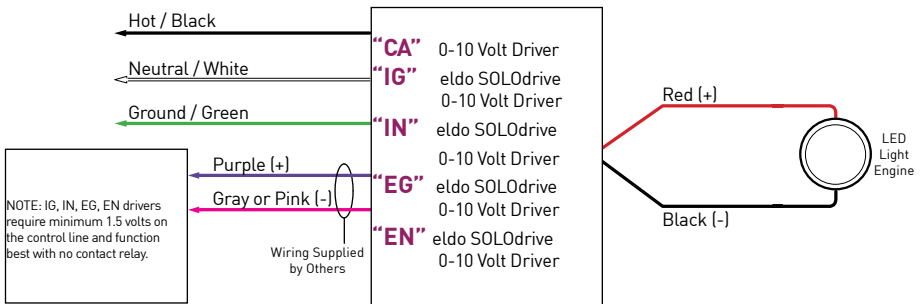 Hot / Black
Neutral / White
Ground / Green
Purple (+)
Gray or Pink (-)
NOTE: IG, IN, EG, EN drivers
require minimum 1.5 volts on
the control line and function
best with no contact relay.
Wiring Supplied
by Others
“CA” 0-10 Volt Driver
“IG” eldo SOLOdrive
0-10 Volt Driver
“IN” eldo SOLOdrive
0-10 Volt Driver
“EG” eldo SOLOdrive
0-10 Volt Driver
“EN” eldo SOLOdrive
0-10 Volt Driver
Red (+)
Black (-)
LED
Light
Engine